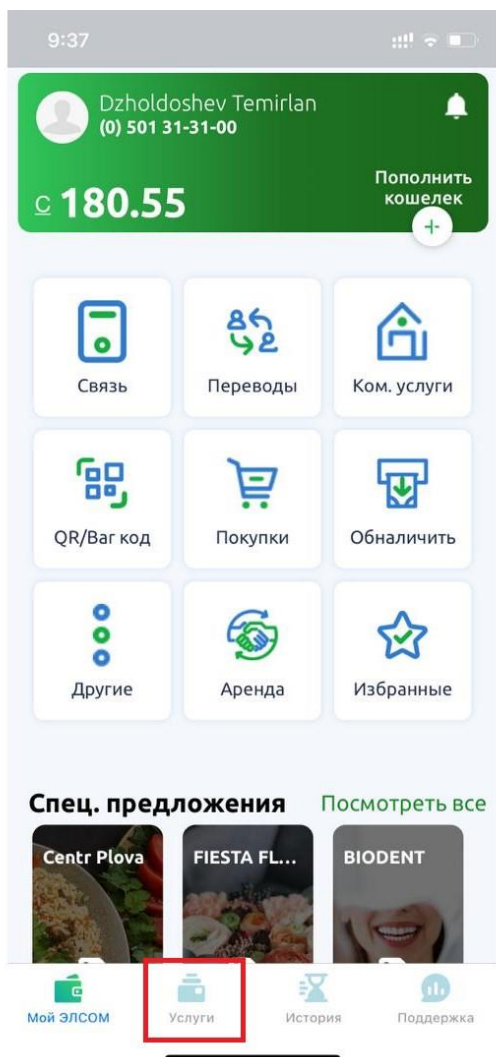 9:37
Dzholdoshev Temirlan
(0) 501 31-31-00
Пополнить
кошелек
с 180.55
Связь
Переводы
Ком. услуги
QR/Bar код
Покупки
Обналичить
Другие
Аренда
Избранные
Спец. предложения
Посмотреть все
Centr Plova
FIESTA FL...
BIODENT
Мой ЭЛСОМ
Услуги
История
Поддержка